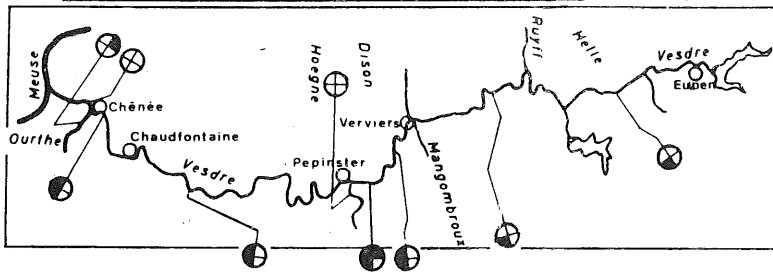 Meuse
Ourthe
Chênée
Chaudfontaine
Vesdre
Hoegne
Dison
Pepinster
Verviers
Mangombroux
Ruyff
Helle
Vesdre
Eupen